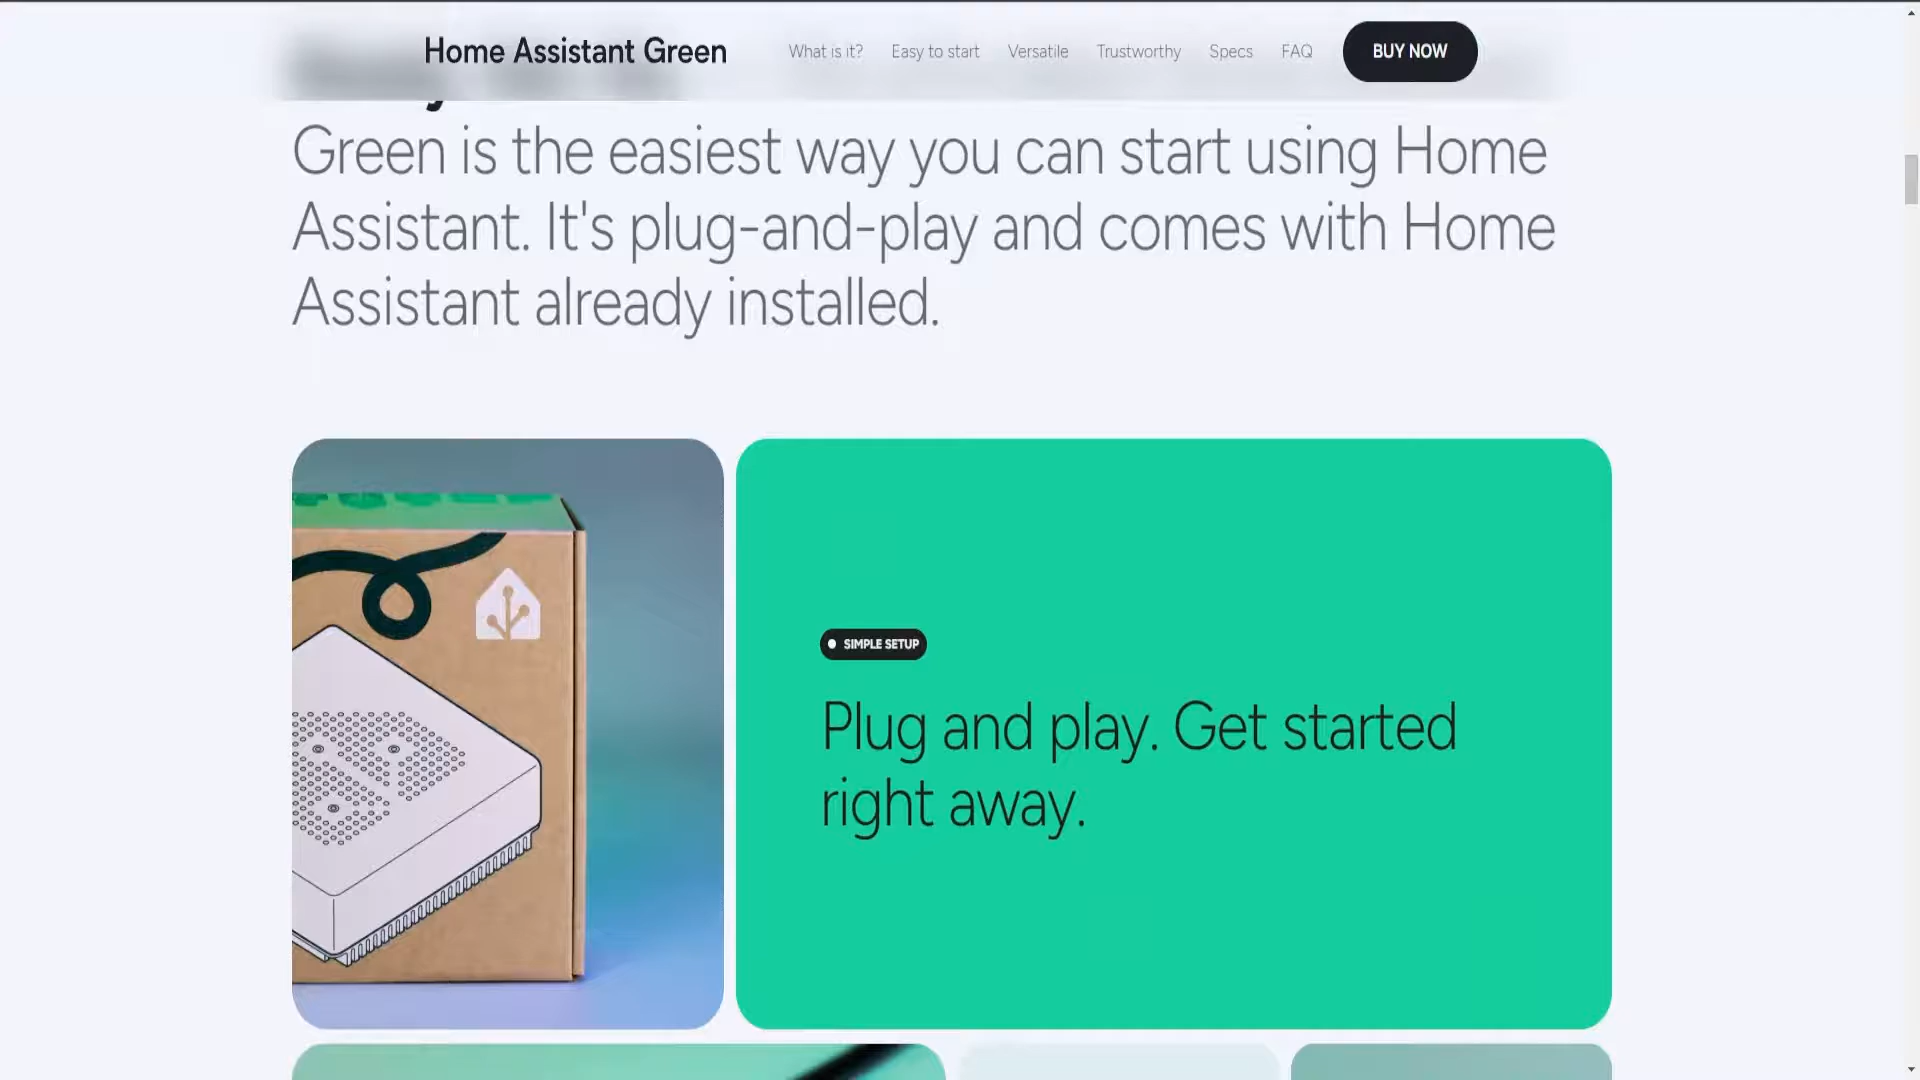 Home Assistant Green
What is it?
Easy to start
Versatile
Trustworthy
Specs
FAQ
BUY NOW
Green is the easiest way you can start using Home
Assistant. It's plug-and-play and comes with Home
Assistant already installed.
SIMPLE SETUP
Plug and play. Get started
right away.